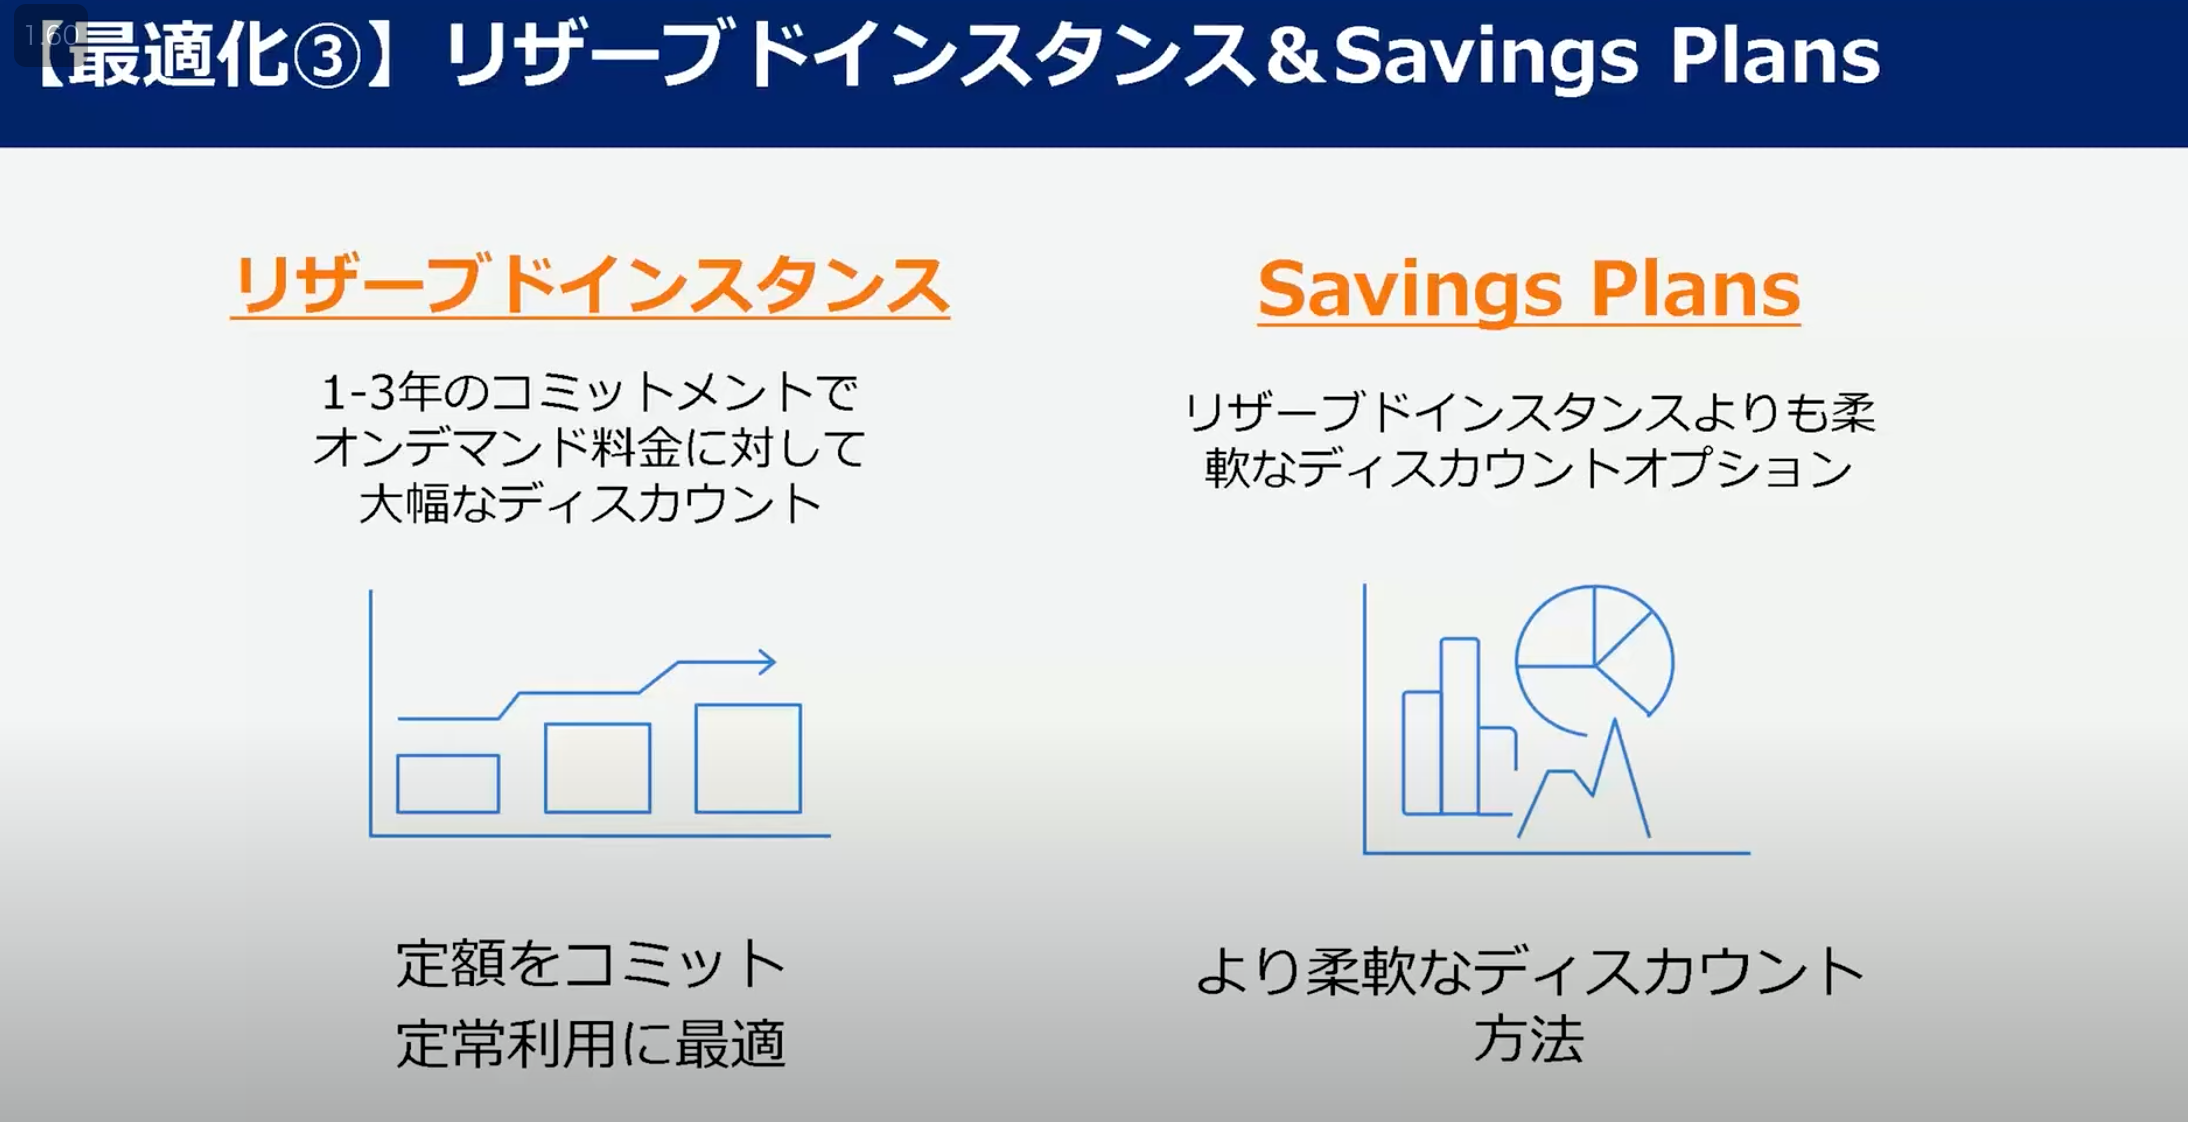 1.60
【最適化③】リザーブドインスタンス&Savings Plans
リザーブドインスタンス
1-3年のコミットメントで
オンデマンド料金に対して
大幅なディスカウント
定額をコミット
定常利用に最適
Savings Plans
リザーブドインスタンスよりも柔
軟なディスカウントオプション
より柔軟なディスカウント
方法